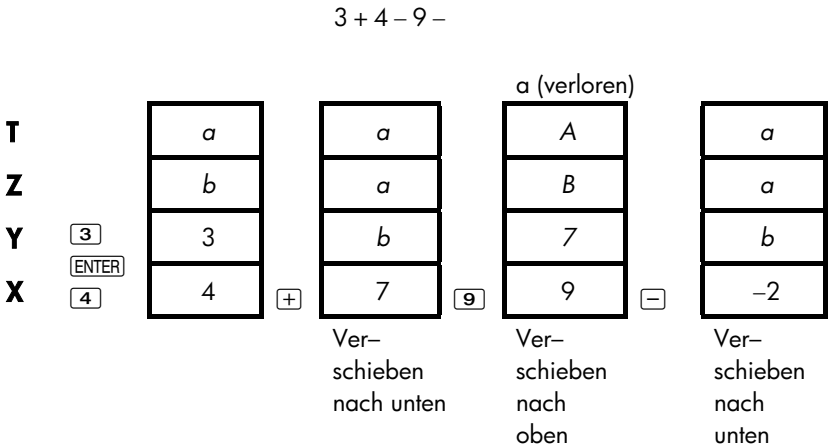 3 + 4 – 9 –
a (verloren)
T a a A a
Z b a B a
Y 3 3 b 7 b
ENTER
X 4 4 + 7 9 9 – –2
Ver– Ver– Ver–
schieben schieben schieben
nach unten nach nach
oben unten